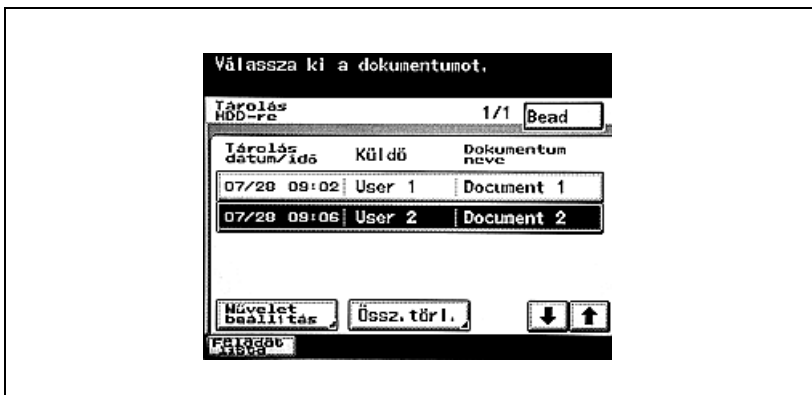 Válassza ki a dokumentumot.
Tárolás
HDD-re
1/1 Bead
Tárolás
dátum/idő Küldő Dokumentum
neve
07/28 09:02 User 1 Document 1
07/28 09:06 User 2 Document 2
Művelet
beállítás Össz.törl.
Feladat
lista